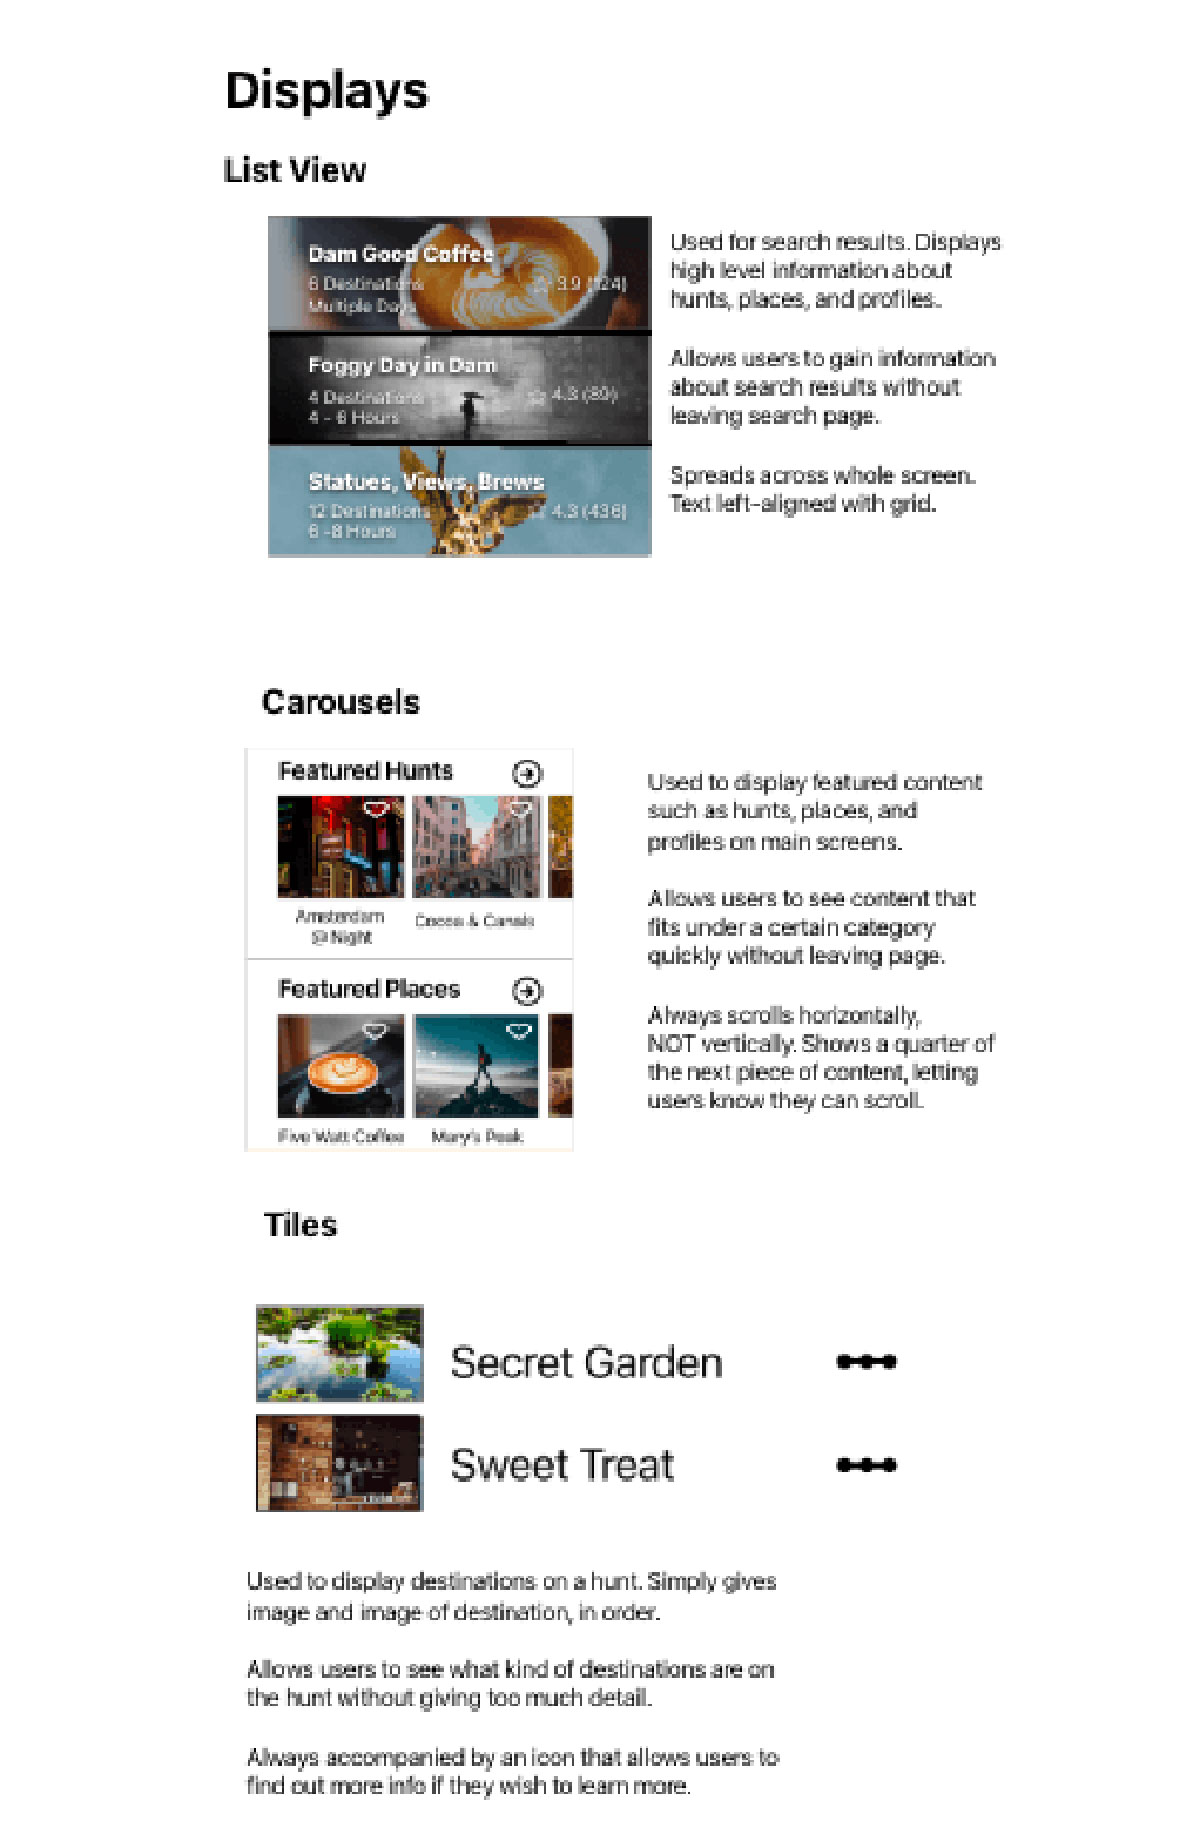 Displays
List View
Dam Good Coffee
6 Destinations
3.9 (124)
Multiple Days
Foggy Day in Dam
4 Destinations
4.3 (89)
4 - 6 Hours
Statues, Views, Brews
12 Destinations
4.3 (436)
6 -8 Hours
Used for search results. Displays
high level information about
hunts, places, and profiles.
Allows users to gain information
about search results without
leaving search page.
Spreads across whole screen.
Text left-aligned with grid.
Carousels
Featured Hunts
Amsterdam
@ Night
Cocoa & Canals
Featured Places
Five Watt Coffee
Mary's Peak
Used to display featured content
such as hunts, places, and
profiles on main screens.
Allows users to see content that
fits under a certain category
quickly without leaving page.
Always scrolls horizontally,
NOT vertically. Shows a quarter of
the next piece of content, letting
users know they can scroll.
Tiles
Secret Garden
Sweet Treat
Used to display destinations on a hunt. Simply gives
image and image of destination, in order.
Allows users to see what kind of destinations are on
the hunt without giving too much detail.
Always accompanied by an icon that allows users to
find out more info if they wish to learn more.